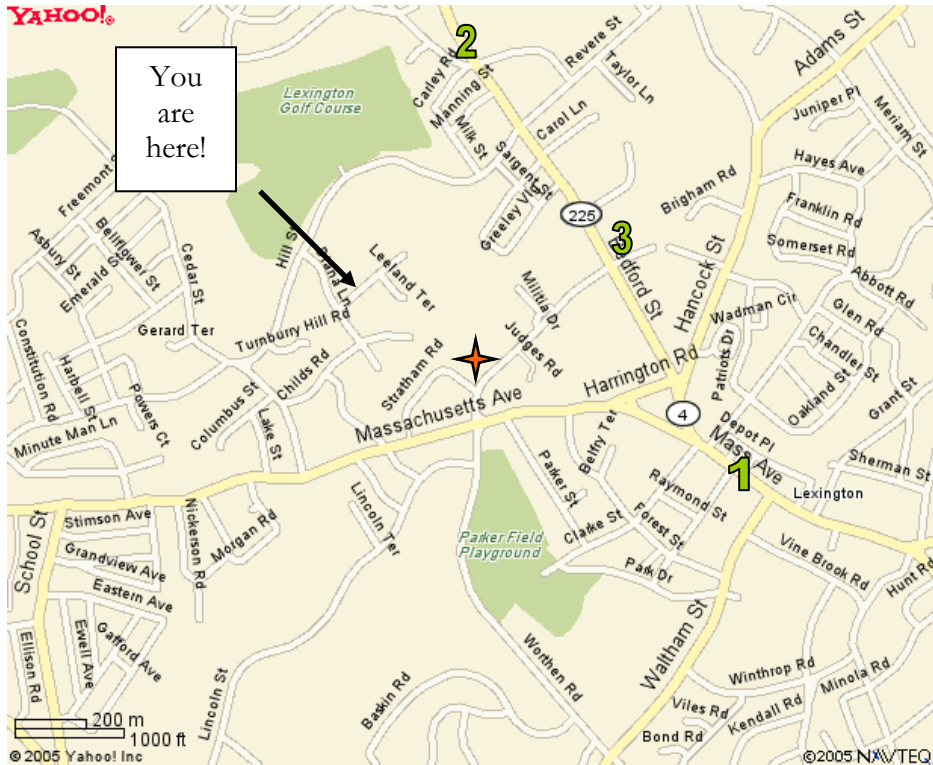 YAHOO!®
You
are
here!
Lexington
Golf Course
2
Carley Rd
Manning St
Milk St
Revere St
Taylor Ln
Carol Ln
Sargent St
Greeley Vlg
Adams St
Juniper Pl
Meriam St
Hayes Ave
Brigham Rd
Franklin Rd
Somerset Rd
Abbott Rd
225
3
Bedford St
Hancock St
Wadman Cir
Glen Rd
Chandler St
Patriots Dr
Oakland St
Grant St
Freemont
Bellflower St
Asbury St
Emerald S
Cedar St
Hill St
Diana Ln
Leeland Ter
Gerard Ter
Turnburry Hill Rd
Militia Dr
Judges Rd
Constitution Rd
Harbell St
Powers Ct
Columbus St
Childs Rd
Stratham Rd
Massachusetts Ave
Harrington Rd
4
Minute Man Ln
Lake St
Depot Pl
Mass Ave
1
Sherman St
Lexington
Belfry Ter
Parker St
Raymond St
Forest St
Clarke St
Park Dr
Lincoln Ter
Nickerson Rd
Morgan Rd
Stimson Ave
School St
Grandview Ave
Eastern Ave
Ellison Rd
Ewell Ave
Gafford Ave
Parker Field
Playground
Vine Brook Rd
Hunt Rd
Waltham St
Worthen Rd
Winthrop Rd
Minola Rd
Viles Rd
Kendall Rd
Bond Rd
Lincoln St
Baskin Rd
200 m
1000 ft
©2005 Yahoo! Inc
©2005 NAVTEQ